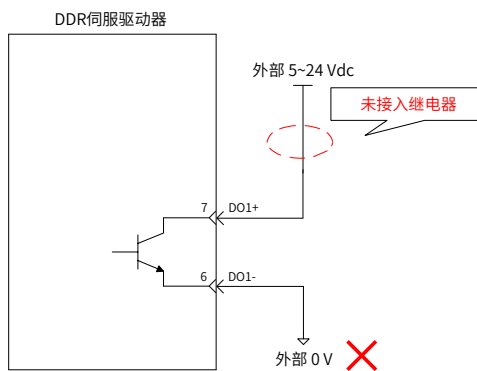 DDR伺服驱动器
外部 5~24 Vdc
未接入继电器
7 DO1+
6 DO1-
外部 0 V